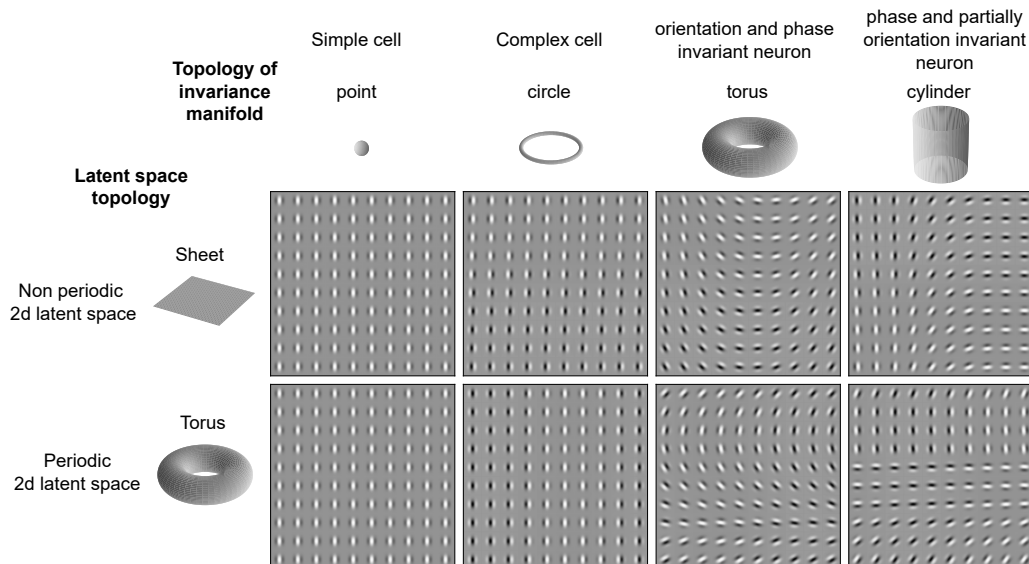 Simple cell
Complex cell
orientation and phase
invariant neuron
phase and partially
orientation invariant
neuron
Topology of
invariance
manifold
point
circle
torus
cylinder
Latent space
topology
Sheet
Non periodic
2d latent space
Torus
Periodic
2d latent space